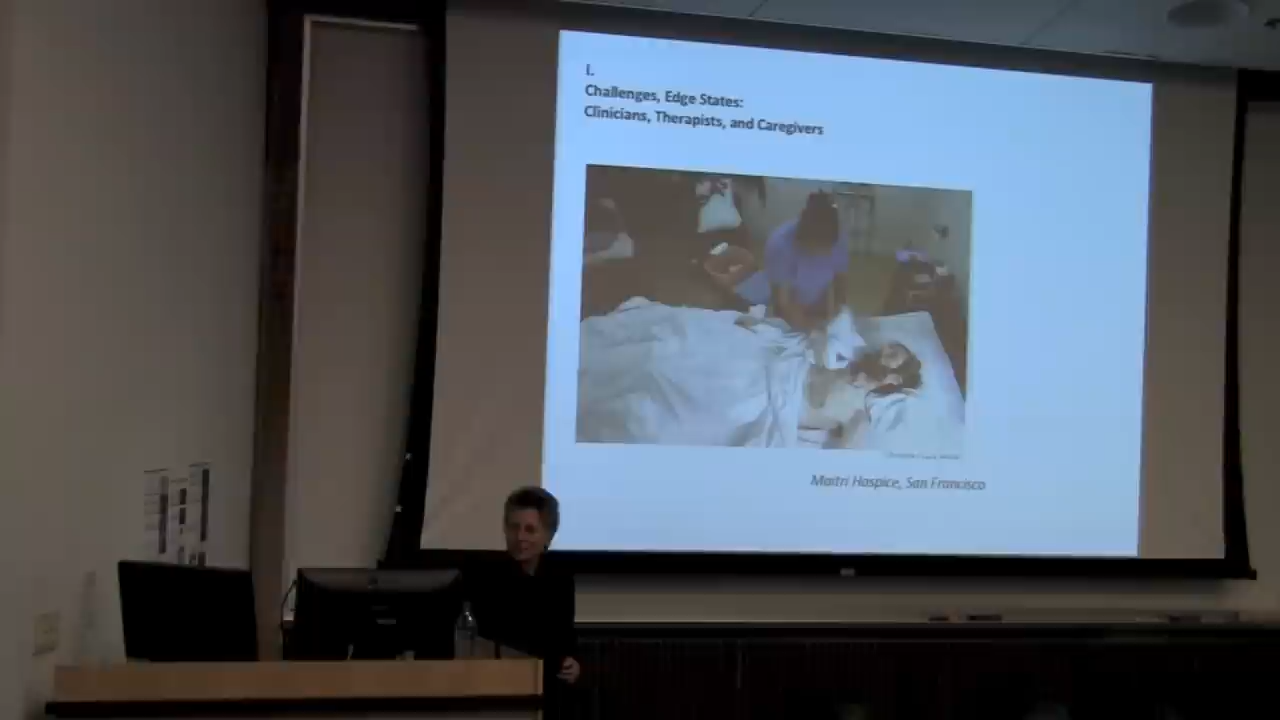 I.
Challenges, Edge States:
Clinicians, Therapists, and Caregivers
Maitri Hospice, San Francisco